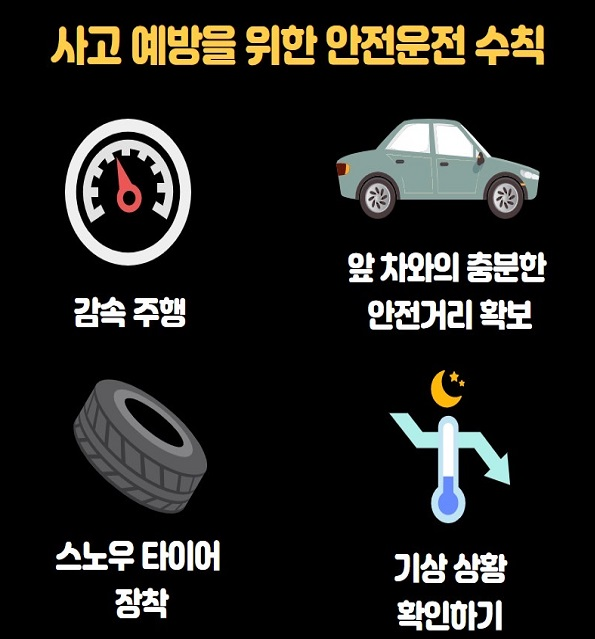 사고 예방을 위한 안전운전 수칙
감속 주행
앞 차와의 충분한
안전거리 확보
스노우 타이어
장착
기상 상황
확인하기